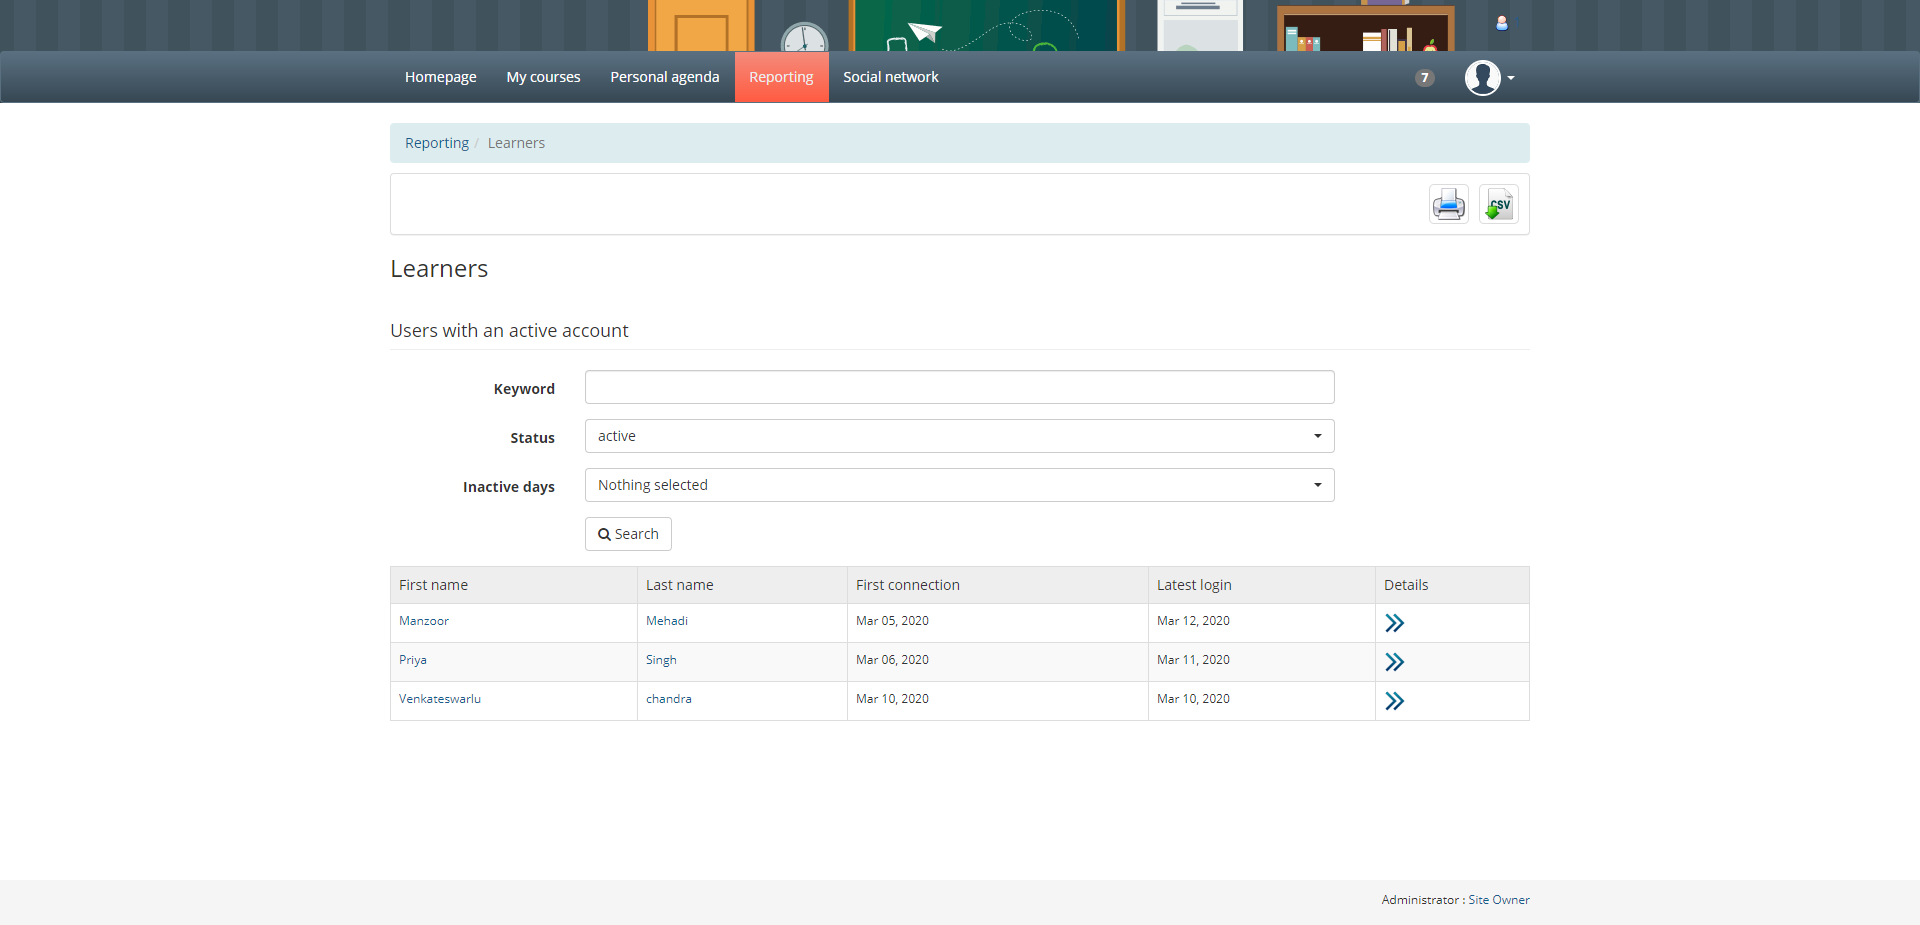 Homepage My courses Personal agenda Reporting Social network 7
Reporting / Learners
CSV
Learners
Users with an active account
Keyword
Status active
Inactive days Nothing selected
Search
First name Last name First connection Latest login Details
Manzoor Mehadi Mar 05, 2020 Mar 12, 2020
Priya Singh Mar 06, 2020 Mar 11, 2020
Venkateswarlu chandra Mar 10, 2020 Mar 10, 2020
Administrator : Site Owner